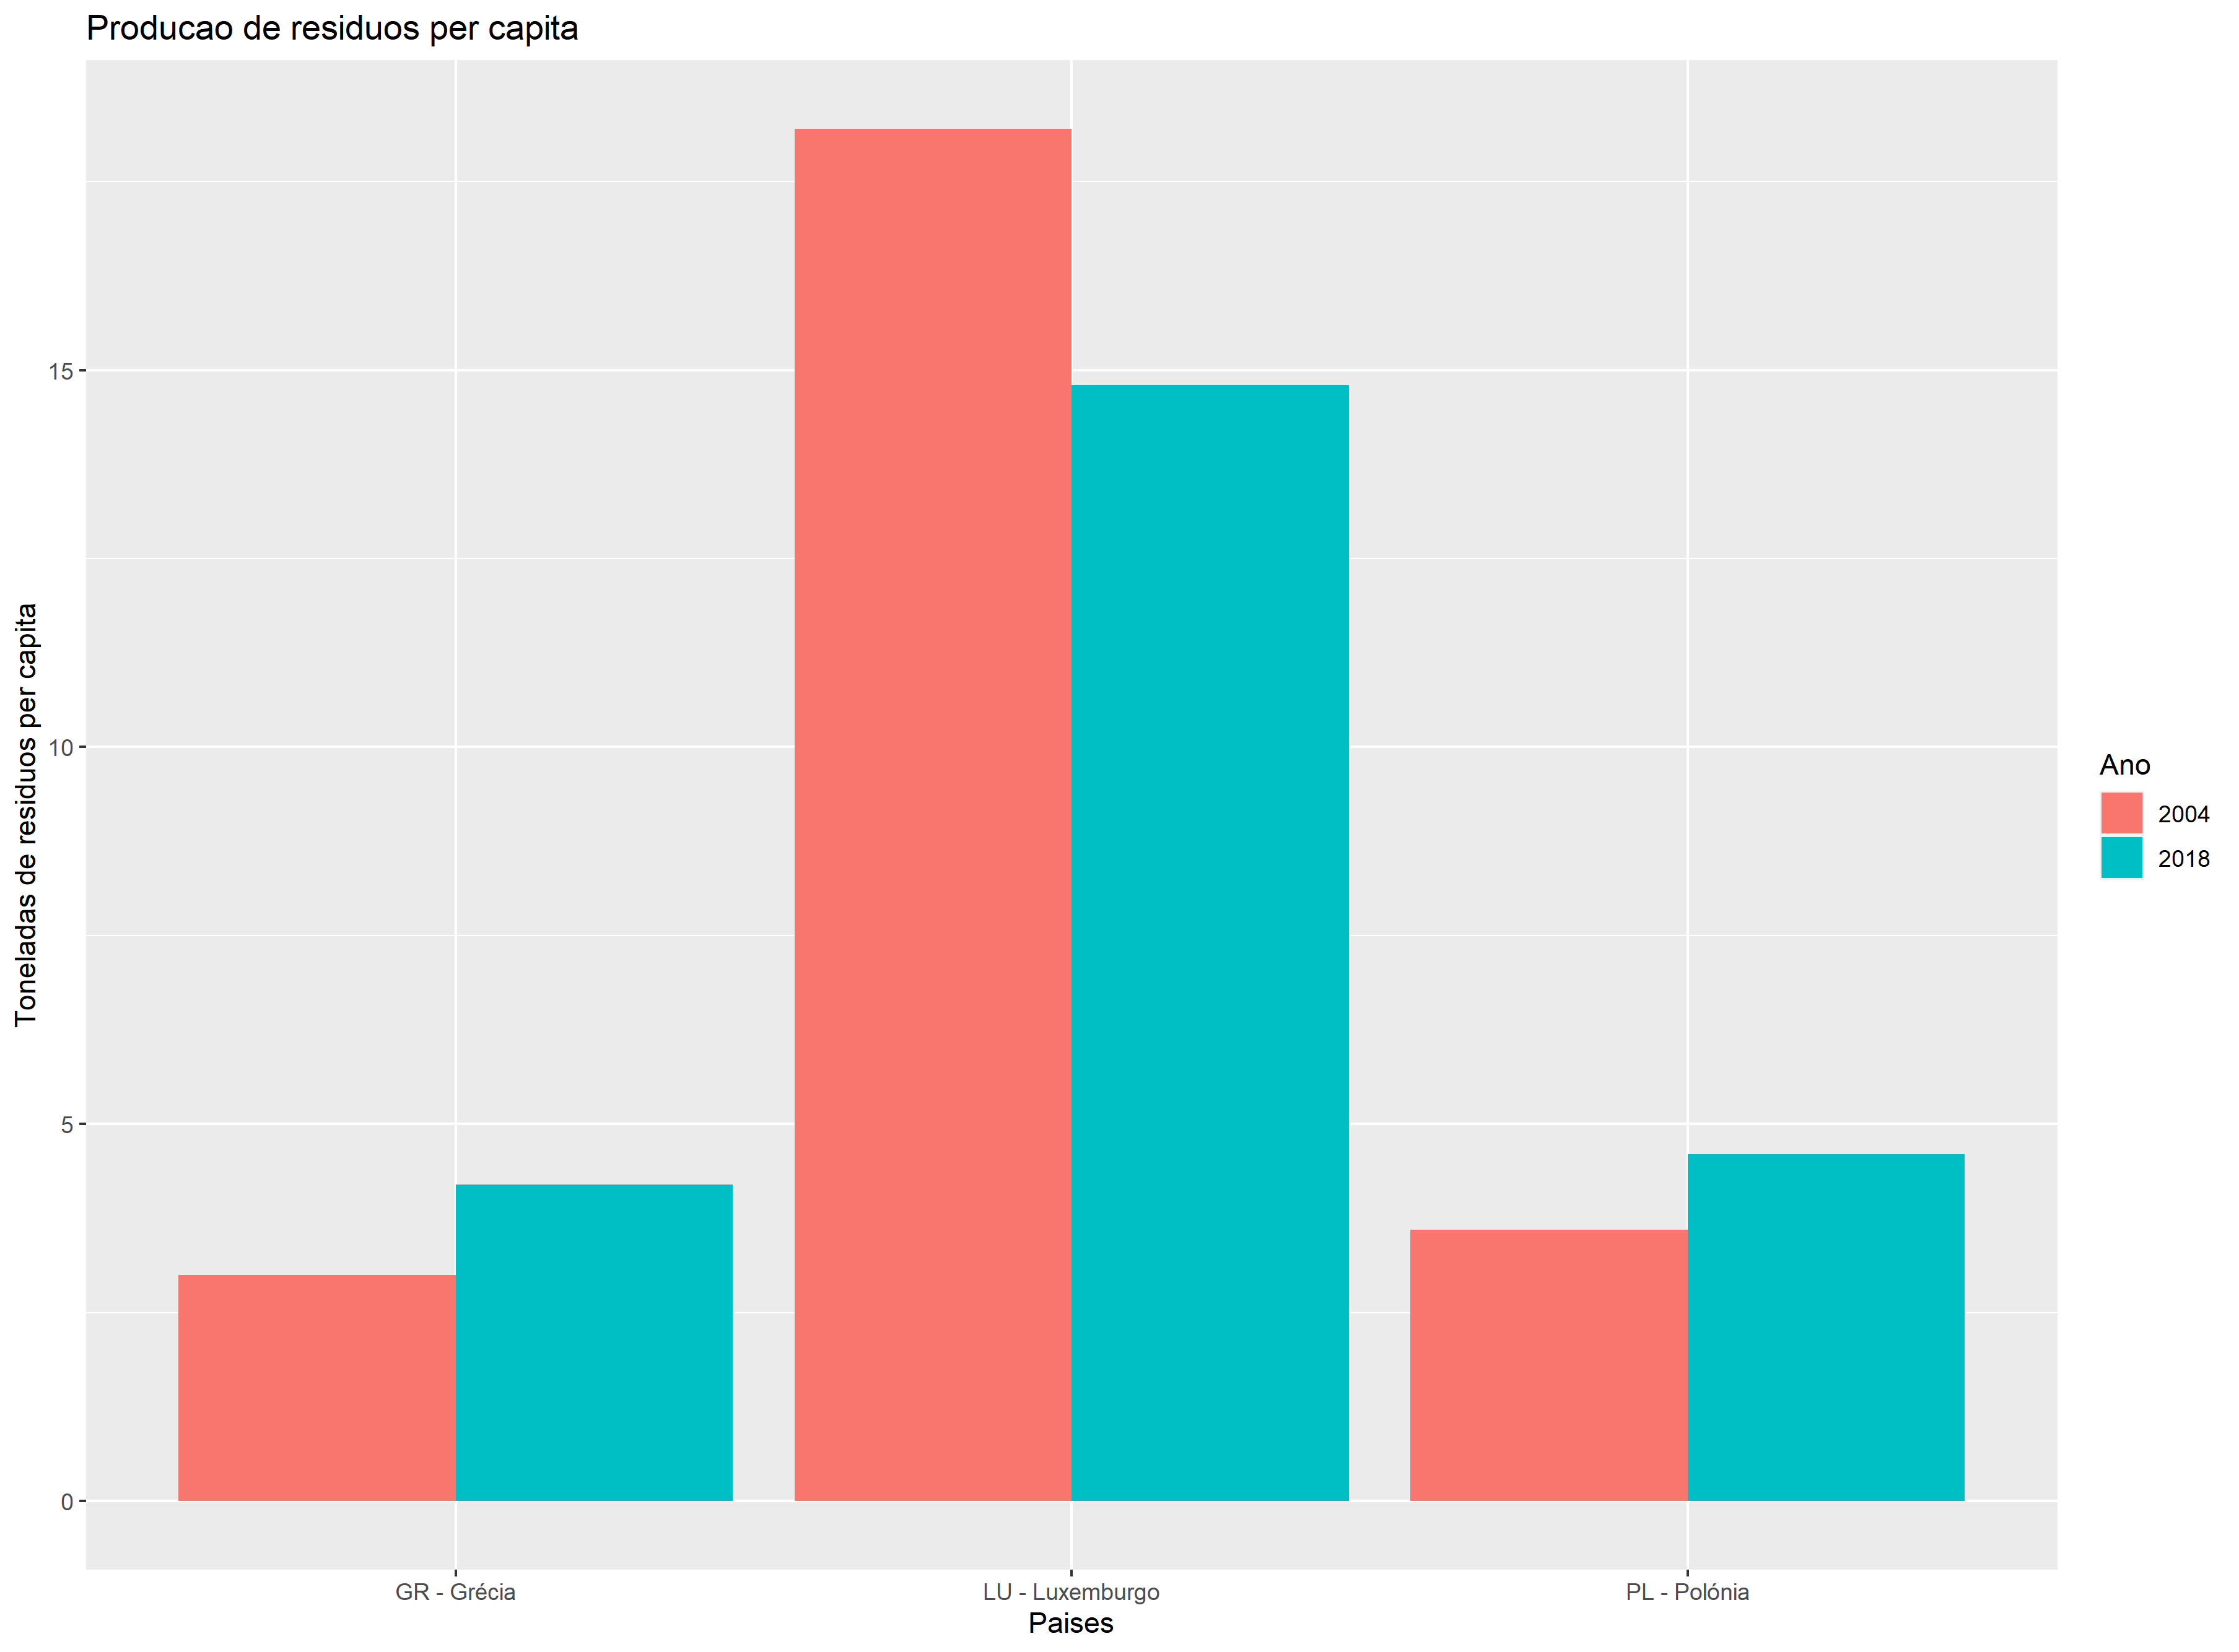 Producao de residuos per capita
Toneladas de residuos per capita
15
10
5
0
GR - Grécia
LU - Luxemburgo
PL - Polónia
Paises
Ano
2004
2018